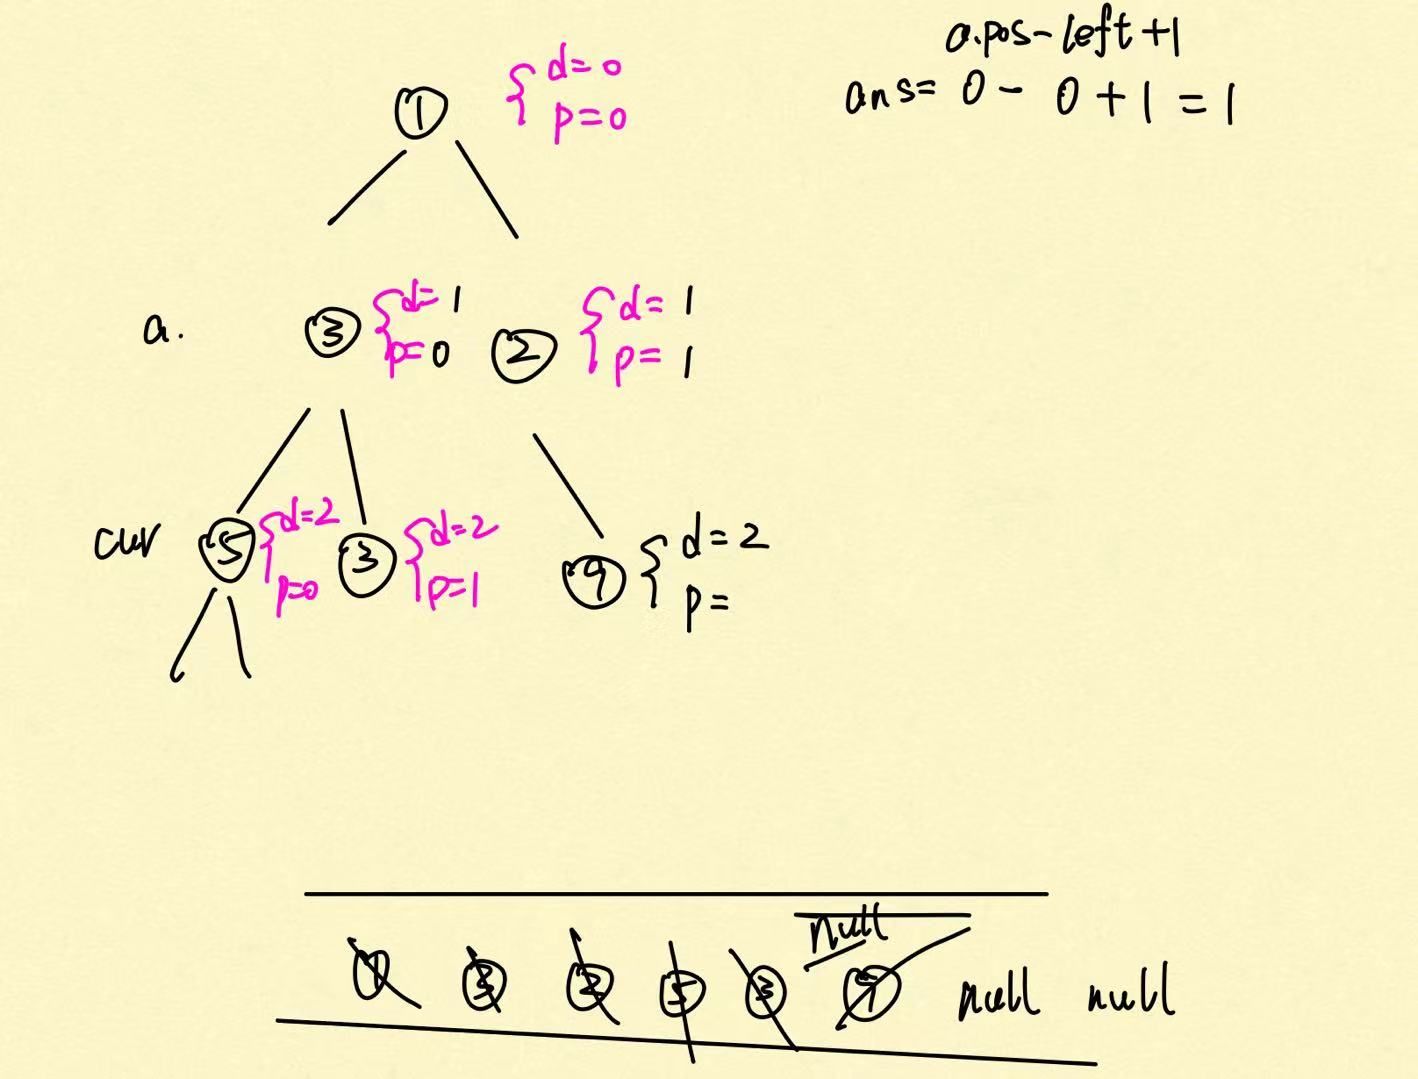 a.pos-left+1
ans= 0 - 0 + 1 = 1
1 { d=0
p=0
a. 3 { d=1
p=0
2 { d=1
p=1
cur 5 { d=2
p=0
3 { d=2
p=1
9 { d=2
p=
null
1 3 2 5 3 9 null null